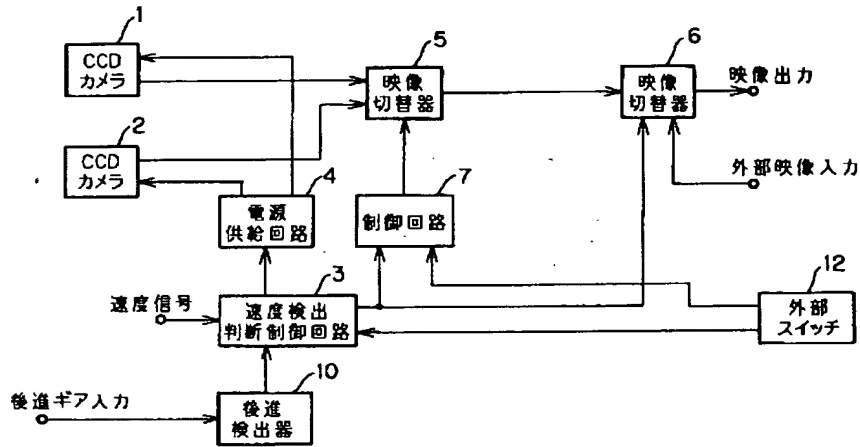 1
CCD
カメラ
5
映像
切替器
6
映像
切替器
映像出力
2
CCD
カメラ
4
電源
供給回路
7
制御回路
外部映像入力
速度信号
3
速度検出
判断制御回路
12
外部
スイッチ
後進ギア入力
10
後進
検出器